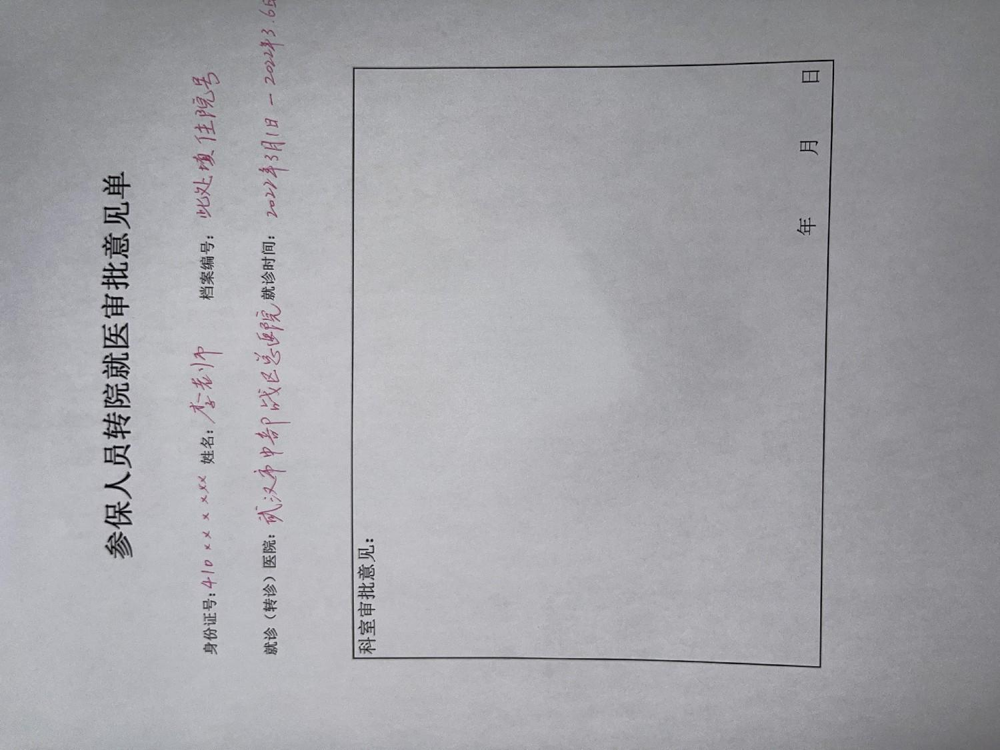 参保人员转院就医审批意见单
身份证号:410xxxxxx 姓名:李老师 档案编号:此处填住院号
就诊(转诊)医院:武汉市中部战区总医院 就诊时间:2022年3月1日-2022年3.6日
科室审批意见:
年 月 日